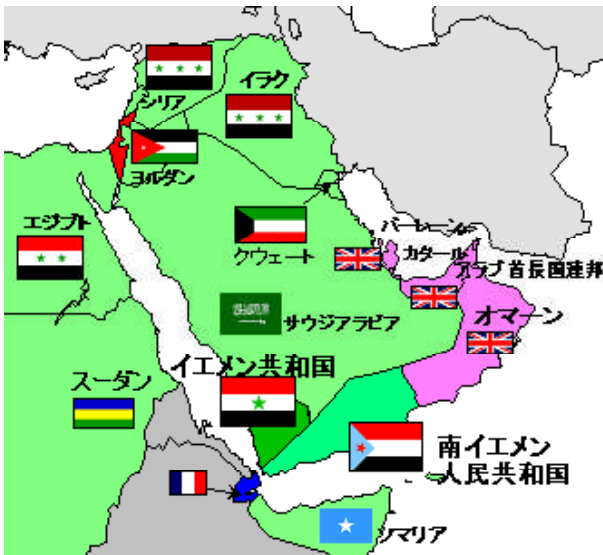 シリア
イラク
ヨルダン
エジプト
クウェート
バーレーン
カタール
アラブ首長国連邦
サウジアラビア
オマーン
イエメン共和国
スーダン
南イエメン
人民共和国
ソマリア